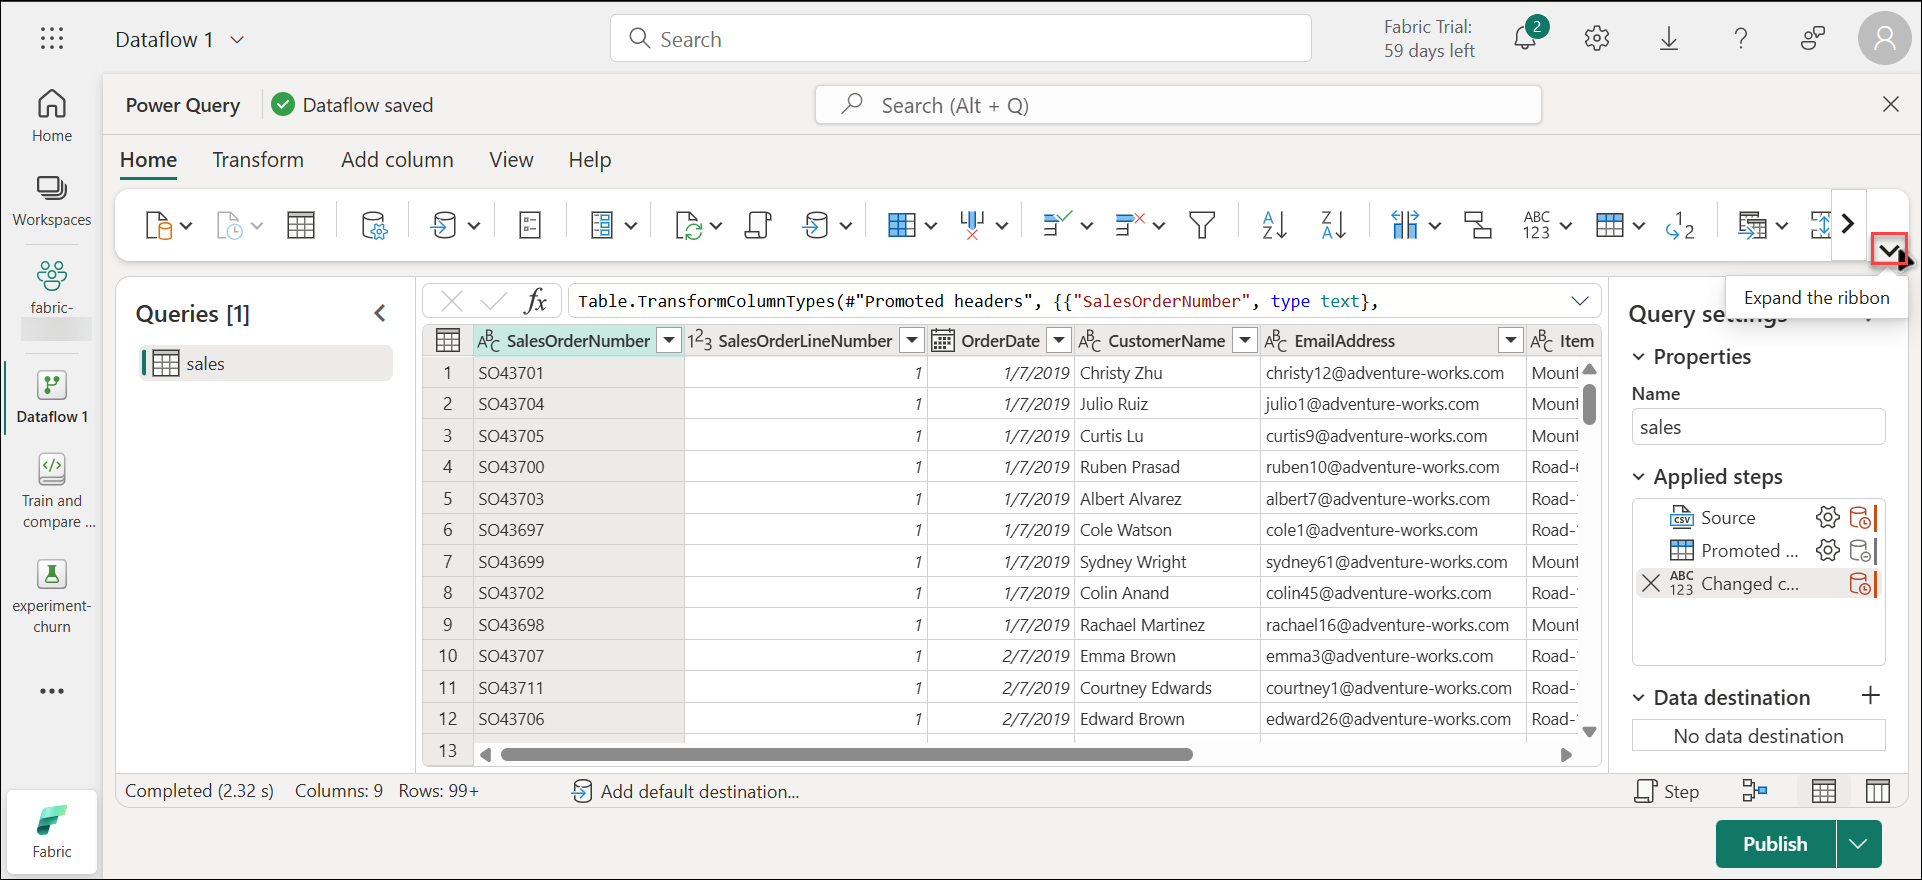 Dataflow 1
Search
Fabric Trial:
59 days left
2
Home
Workspaces
fabric-
Dataflow 1
Train and
compare ...
experiment-
churn
Fabric
Power Query
Dataflow saved
Search (Alt + Q)
Home Transform Add column View Help
Expand the ribbon
Queries [1]
sales
fx
Table.TransformColumnTypes(#"Promoted headers", {{"SalesOrderNumber", type text},
SalesOrderNumber SalesOrderLineNumber OrderDate CustomerName EmailAddress Item
1 SO43701 1 1/7/2019 Christy Zhu christy12@adventure-works.com Mount
2 SO43704 1 1/7/2019 Julio Ruiz julio1@adventure-works.com Mount
3 SO43705 1 1/7/2019 Curtis Lu curtis9@adventure-works.com Mount
4 SO43700 1 1/7/2019 Ruben Prasad ruben10@adventure-works.com Road-
5 SO43703 1 1/7/2019 Albert Alvarez albert7@adventure-works.com Road-
6 SO43697 1 1/7/2019 Cole Watson cole1@adventure-works.com Road-
7 SO43699 1 1/7/2019 Sydney Wright sydney61@adventure-works.com Mount
8 SO43702 1 1/7/2019 Colin Anand colin45@adventure-works.com Road-
9 SO43698 1 1/7/2019 Rachael Martinez rachael16@adventure-works.com Mount
10 SO43707 1 2/7/2019 Emma Brown emma3@adventure-works.com Road-
11 SO43711 1 2/7/2019 Courtney Edwards courtney1@adventure-works.com Road-
12 SO43706 1 2/7/2019 Edward Brown edward26@adventure-works.com Road-
13
Query settings
Properties
Name
sales
Applied steps
Source
Promoted ...
Changed c...
Data destination
No data destination
Completed (2.32 s) Columns: 9 Rows: 99+
Add default destination...
Step
Publish